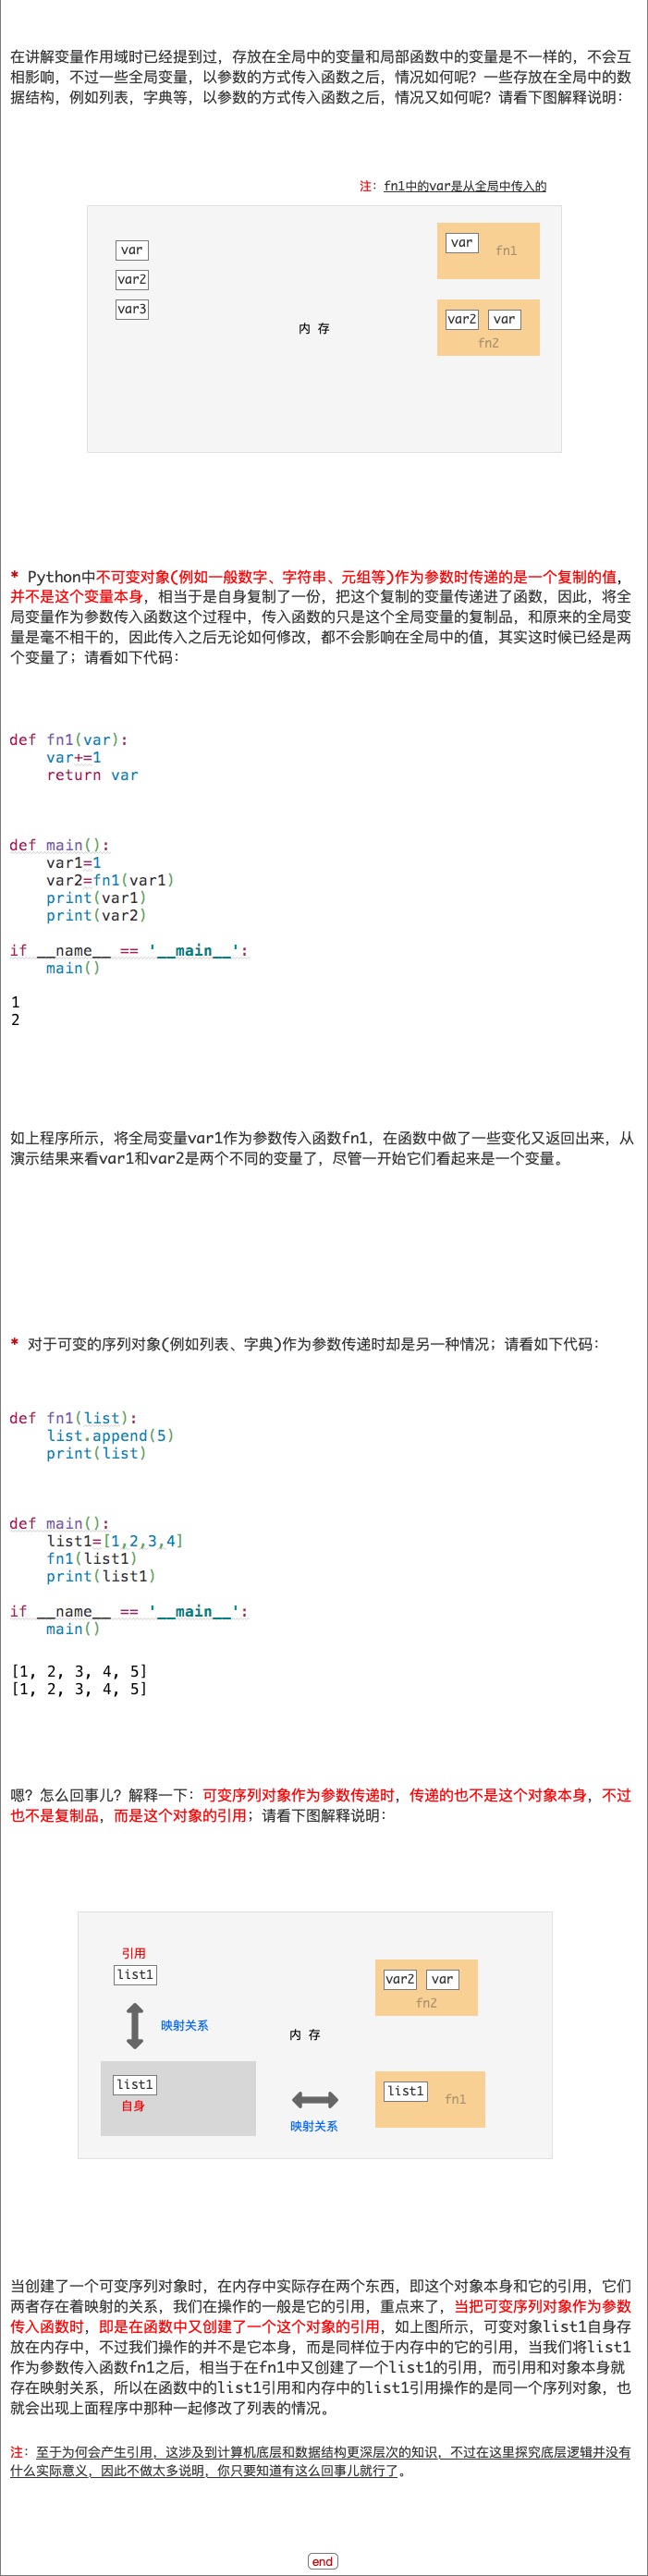 在讲解变量作用域时已经提到过，存放在全局中的变量和局部函数中的变量是不一样的，不会互
相影响，不过一些全局变量，以参数的方式传入函数之后，情况如何呢？一些存放在全局中的数
据结构，例如列表，字典等，以参数的方式传入函数之后，情况又如何呢？请看下图解释说明：
注：fn1中的var是从全局中传入的
var
var2
var3
内 存
var
fn1
var2
var
fn2
* Python中不可变对象(例如一般数字、字符串、元组等)作为参数时传递的是一个复制的值，
并不是这个变量本身，相当于是自身复制了一份，把这个复制的变量传递进了函数，因此，将全
局变量作为参数传入函数这个过程中，传入函数的只是这个全局变量的复制品，和原来的全局变
量是毫不相干的，因此传入之后无论如何修改，都不会影响在全局中的值，其实这时候已经是两
个变量了；请看如下代码：
def fn1(var):
    var+=1
    return var
def main():
    var1=1
    var2=fn1(var1)
    print(var1)
    print(var2)
if __name__ == '__main__':
    main()
1
2
如上程序所示，将全局变量var1作为参数传入函数fn1，在函数中做了一些变化又返回出来，从
演示结果来看var1和var2是两个不同的变量了，尽管一开始它们看起来是一个变量。
* 对于可变的序列对象(例如列表、字典)作为参数传递时却是另一种情况；请看如下代码：
def fn1(list):
    list.append(5)
    print(list)
def main():
    list1=[1,2,3,4]
    fn1(list1)
    print(list1)
if __name__ == '__main__':
    main()
[1, 2, 3, 4, 5]
[1, 2, 3, 4, 5]
嗯？怎么回事儿？解释一下：可变序列对象作为参数传递时，传递的也不是这个对象本身，不过
也不是复制品，而是这个对象的引用；请看下图解释说明：
引用
list1
映射关系
list1
自身
内 存
映射关系
var2
var
fn2
list1
fn1
当创建了一个可变序列对象时，在内存中实际存在两个东西，即这个对象本身和它的引用，它们
两者存在着映射的关系，我们在操作的一般是它的引用，重点来了，当把可变序列对象作为参数
传入函数时，即是在函数中又创建了一个这个对象的引用，如上图所示，可变对象list1自身存
放在内存中，不过我们操作的并不是它本身，而是同样位于内存中的它的引用，当我们将list1
作为参数传入函数fn1之后，相当于在fn1中又创建了一个list1的引用，而引用和对象本身就
存在映射关系，所以在函数中的list1引用和内存中的list1引用操作的是同一个序列对象，也
就会出现上面程序中那种一起修改了列表的情况。
注：至于为何会产生引用，这涉及到计算机底层和数据结构更深层次的知识，不过在这里探究底层逻辑并没有
什么实际意义，因此不做太多说明，你只要知道有这么回事儿就行了。
end